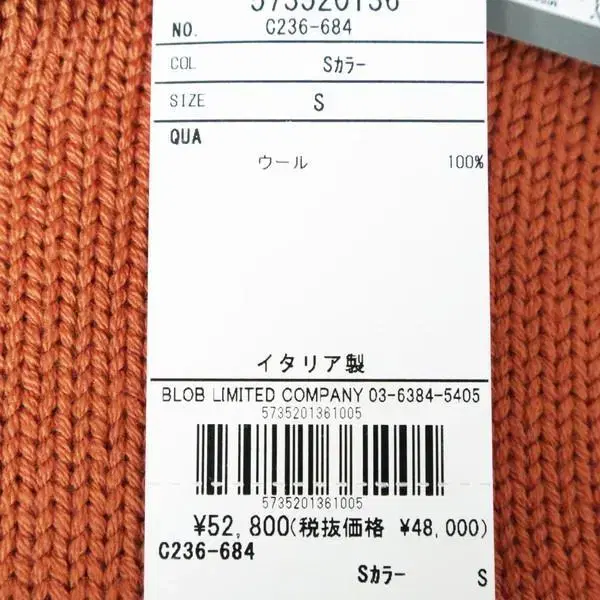 573520136
NO. C236-684
COL Sカラー
SIZE S
QUA
ウール 100%
イタリア製
BLOB LIMITED COMPANY 03-6384-5405
5735201361005
5735201361005
¥52,800(税抜価格 ¥48,000)
C236-684
Sカラー S